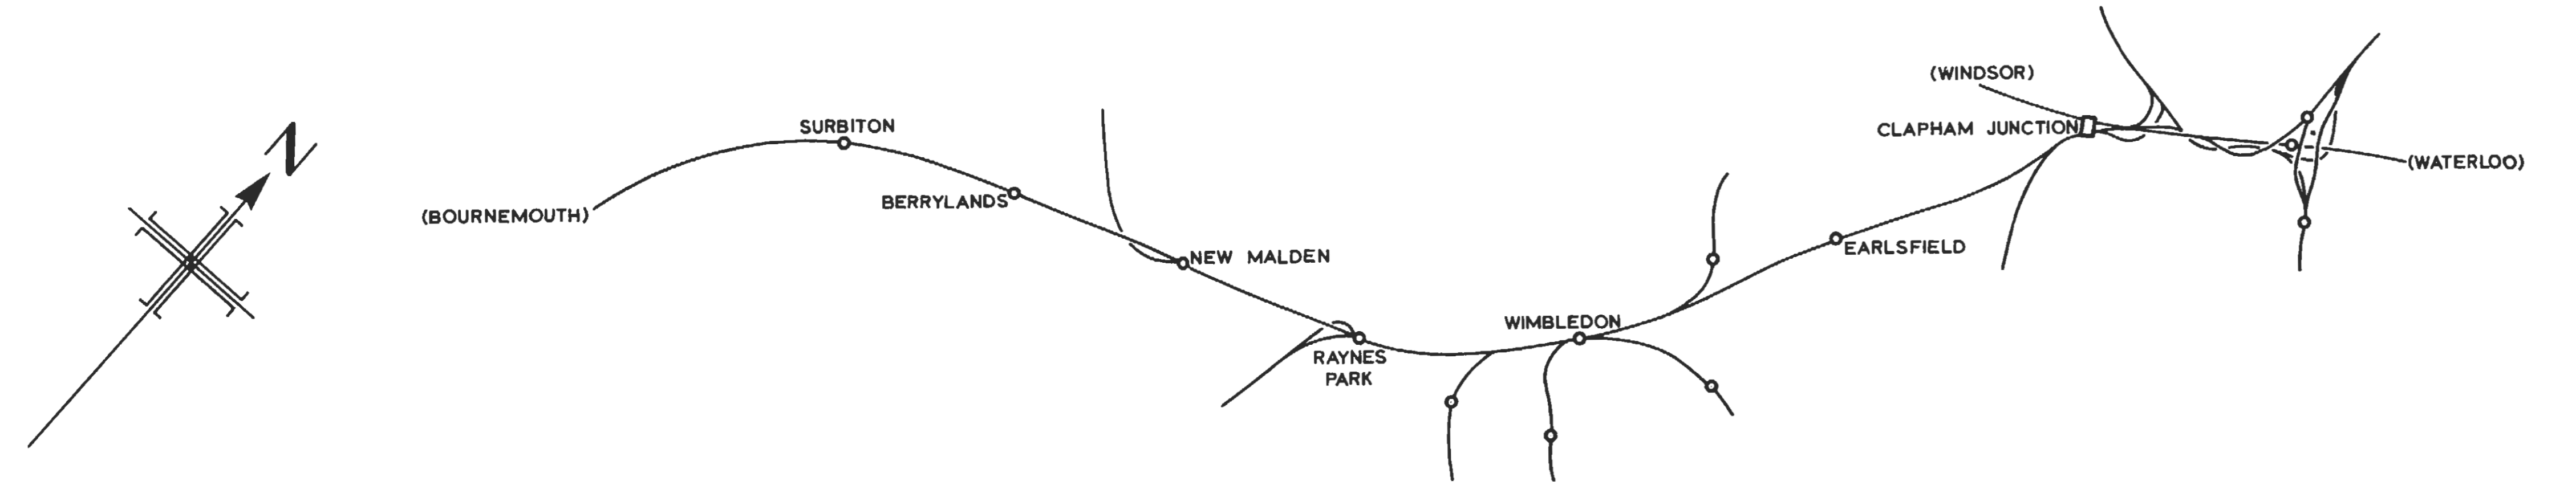 N
(WINDSOR)
SURBITON
CLAPHAM JUNCTION
(WATERLOO)
BERRYLANDS
(BOURNEMOUTH)
EARLSFIELD
NEW MALDEN
WIMBLEDON
RAYNES
PARK